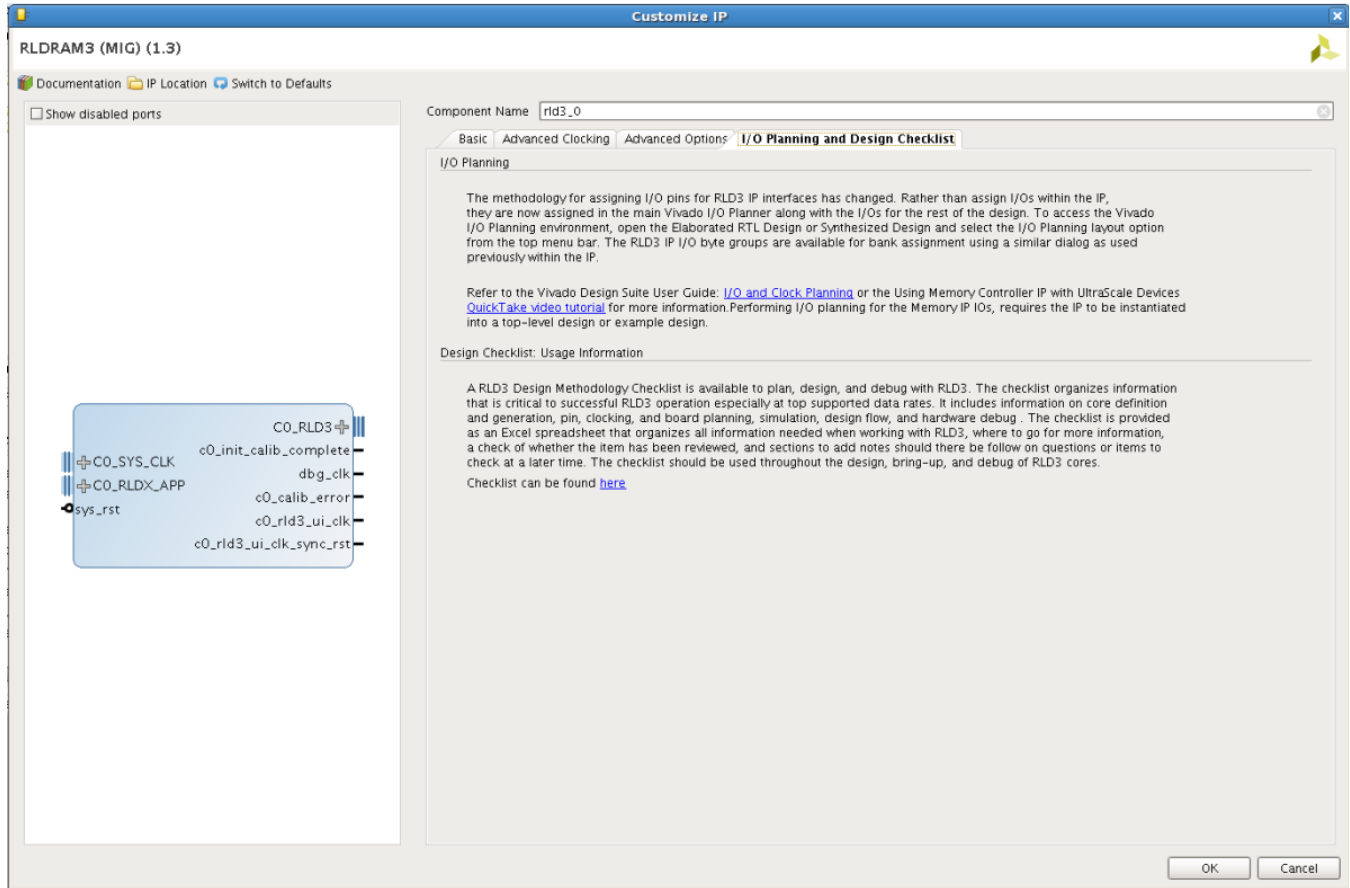 Customize IP
RLDRAM3 (MIG) (1.3)
Documentation IP Location Switch to Defaults
Show disabled ports
C0_SYS_CLK
C0_RLDX_APP
sys_rst
C0_RLD3
c0_init_calib_complete
dbg_clk
c0_calib_error
c0_rld3_ui_clk
c0_rld3_ui_clk_sync_rst
Component Name rld3_0
Basic Advanced Clocking Advanced Options I/O Planning and Design Checklist
I/O Planning
The methodology for assigning I/O pins for RLD3 IP interfaces has changed. Rather than assign I/Os within the IP,
they are now assigned in the main Vivado I/O Planner along with the I/Os for the rest of the design. To access the Vivado
I/O Planning environment, open the Elaborated RTL Design or Synthesized Design and select the I/O Planning layout option
from the top menu bar. The RLD3 IP I/O byte groups are available for bank assignment using a similar dialog as used
previously within the IP.
Refer to the Vivado Design Suite User Guide: I/O and Clock Planning or the Using Memory Controller IP with UltraScale Devices
QuickTake video tutorial for more information.Performing I/O planning for the Memory IP IOs, requires the IP to be instantiated
into a top-level design or example design.
Design Checklist: Usage Information
A RLD3 Design Methodology Checklist is available to plan, design, and debug with RLD3. The checklist organizes information
that is critical to successful RLD3 operation especially at top supported data rates. It includes information on core definition
and generation, pin, clocking, and board planning, simulation, design flow, and hardware debug . The checklist is provided
as an Excel spreadsheet that organizes all information needed when working with RLD3, where to go for more information,
a check of whether the item has been reviewed, and sections to add notes should there be follow on questions or items to
check at a later time. The checklist should be used throughout the design, bring-up, and debug of RLD3 cores.
Checklist can be found here
OK Cancel